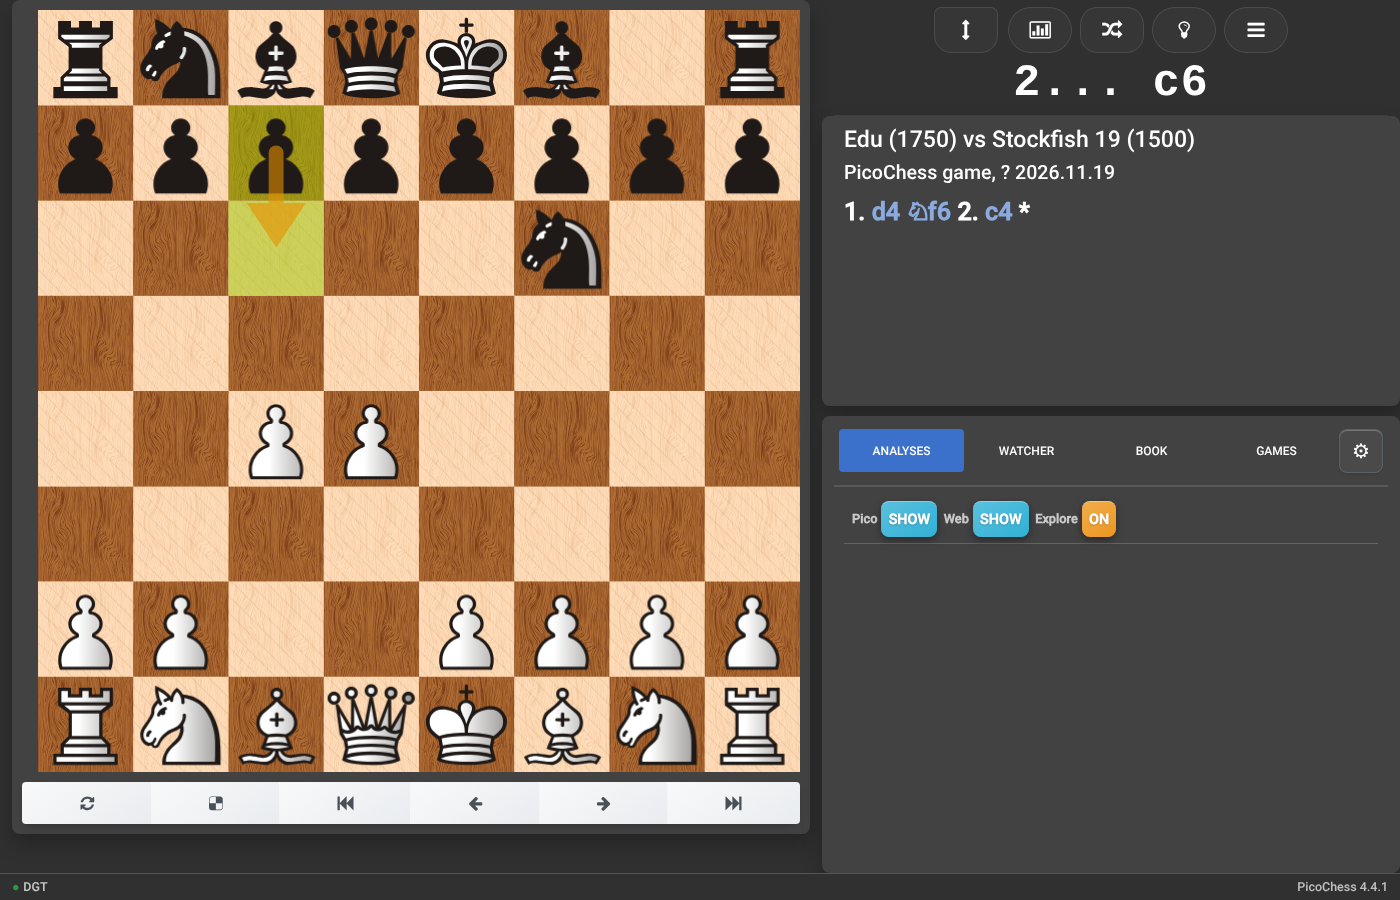 2... c6
Edu (1750) vs Stockfish 19 (1500)
PicoChess game, ? 2026.11.19
1. d4 ♘f6 2. c4 *
ANALYSES WATCHER BOOK GAMES
Pico SHOW Web SHOW Explore ON
DGT
PicoChess 4.4.1